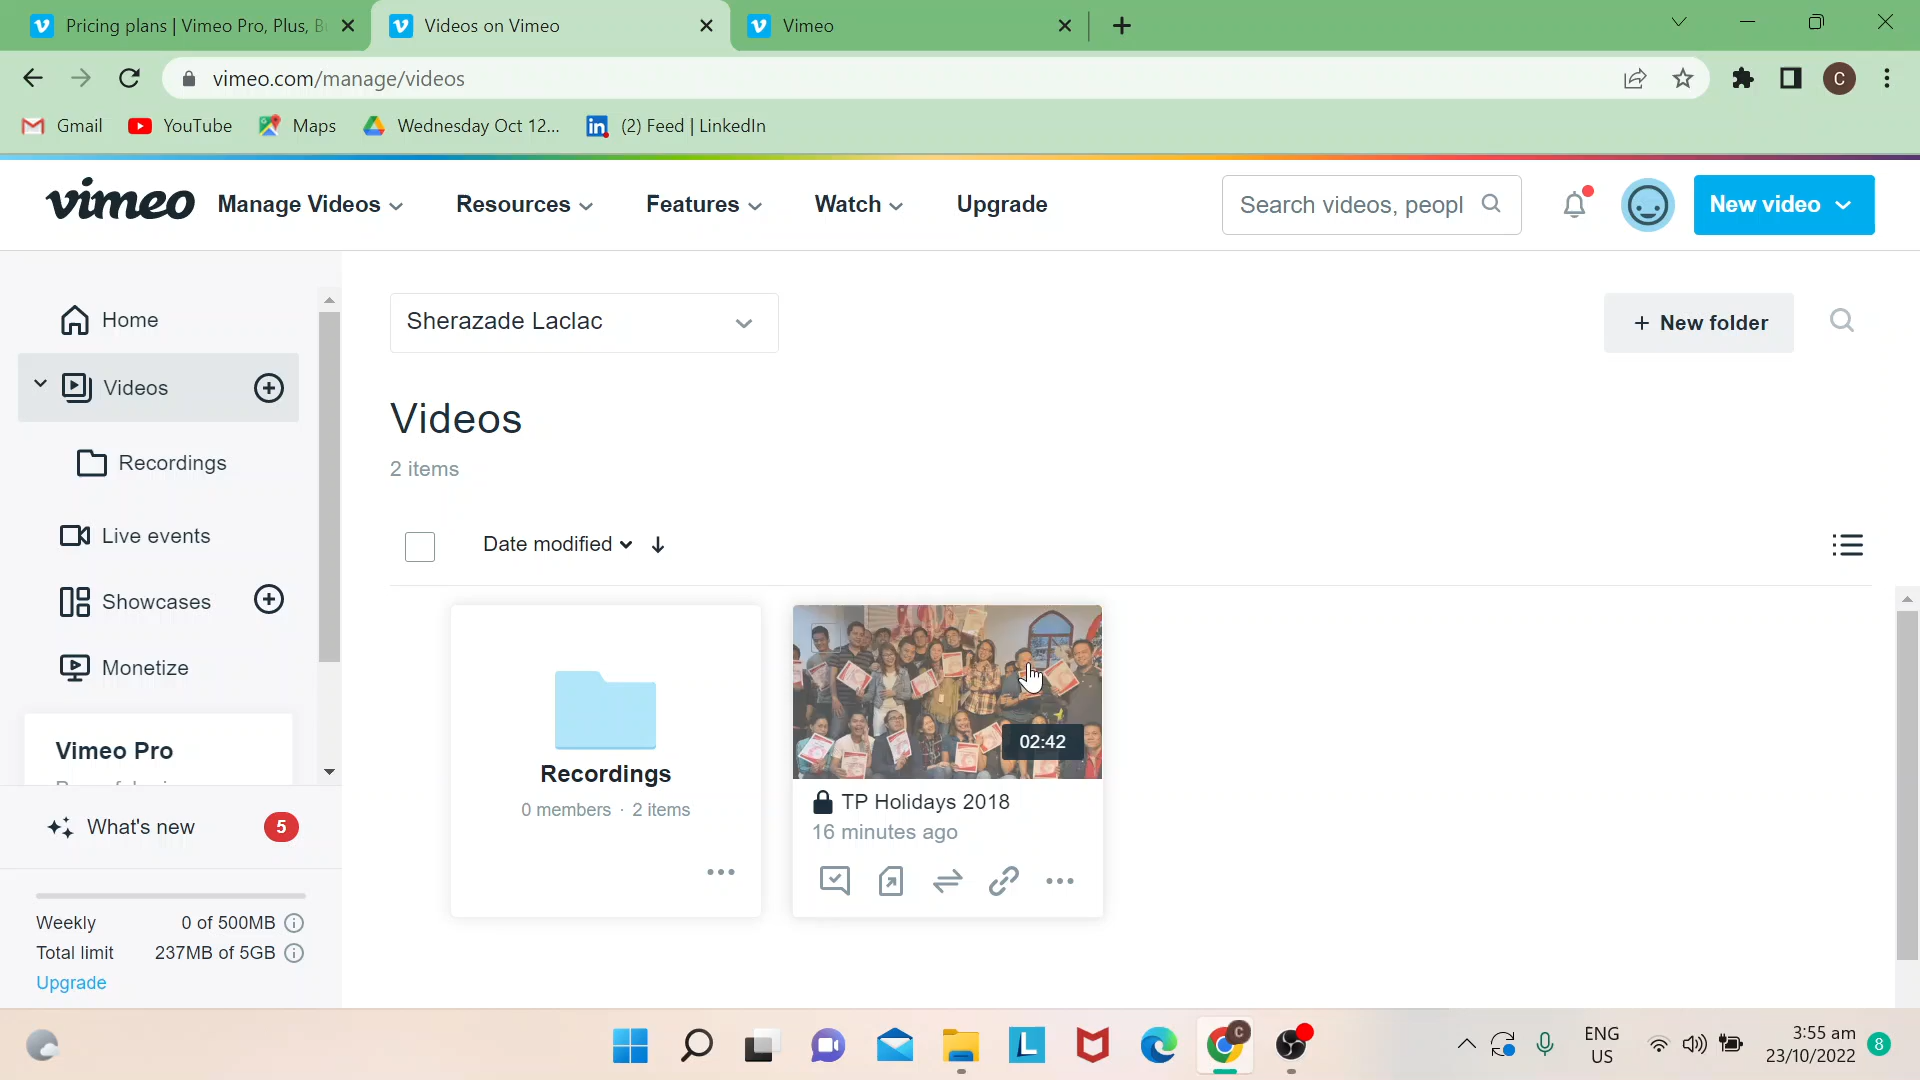 Pricing plans | Vimeo Pro, Plus, B
Videos on Vimeo
Vimeo
vimeo.com/manage/videos
C
Gmail
YouTube
Maps
Wednesday Oct 12...
(2) Feed | LinkedIn
vimeo
Manage Videos
Resources
Features
Watch
Upgrade
Search videos, peopl
New video
Home
Videos
Recordings
Live events
Showcases
Monetize
Vimeo Pro
What's new
5
Weekly 0 of 500MB
Total limit 237MB of 5GB
Upgrade
Sherazade Laclac
+ New folder
Videos
2 items
Date modified
Recordings
0 members · 2 items
02:42
TP Holidays 2018
16 minutes ago
L
C
ENG
US
3:55 am
23/10/2022
8